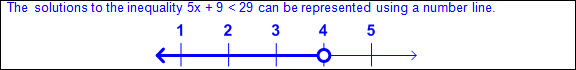 The solutions to the inequality 5x + 9 < 29 can be represented using a number line.
1 2 3 4 5